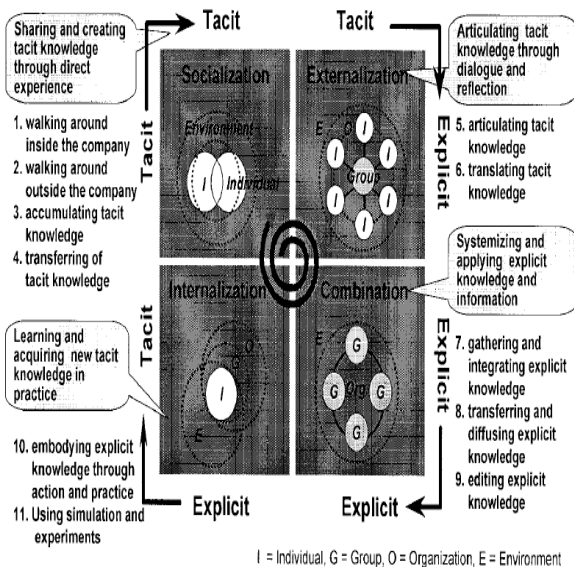 Sharing and creating
tacit knowledge
through direct
experience
Tacit
Tacit
Articulating tacit
knowledge through
dialogue and
reflection
1. walking around
inside the company
2. walking around
outside the company
3. accumulating tacit
knowledge
4. transferring of
tacit knowledge
Tacit
Socialization
Environment
I
Individual
Externalization
E
O
I
I
I
Group
I
I
I
Explicit
5. articulating tacit
knowledge
6. translating tacit
knowledge
Systemizing and
applying explicit
knowledge and
information
Learning and
acquiring new tacit
knowledge in
practice
Tacit
Internalization
O
G
I
E
Combination
E
G
G
Org.
G
G
Explicit
7. gathering and
integrating explicit
knowledge
8. transferring and
diffusing explicit
knowledge
9. editing explicit
knowledge
10. embodying explicit
knowledge through
action and practice
11. Using simulation and
experiments
Explicit
Explicit
I = Individual, G = Group, O = Organization, E = Environment